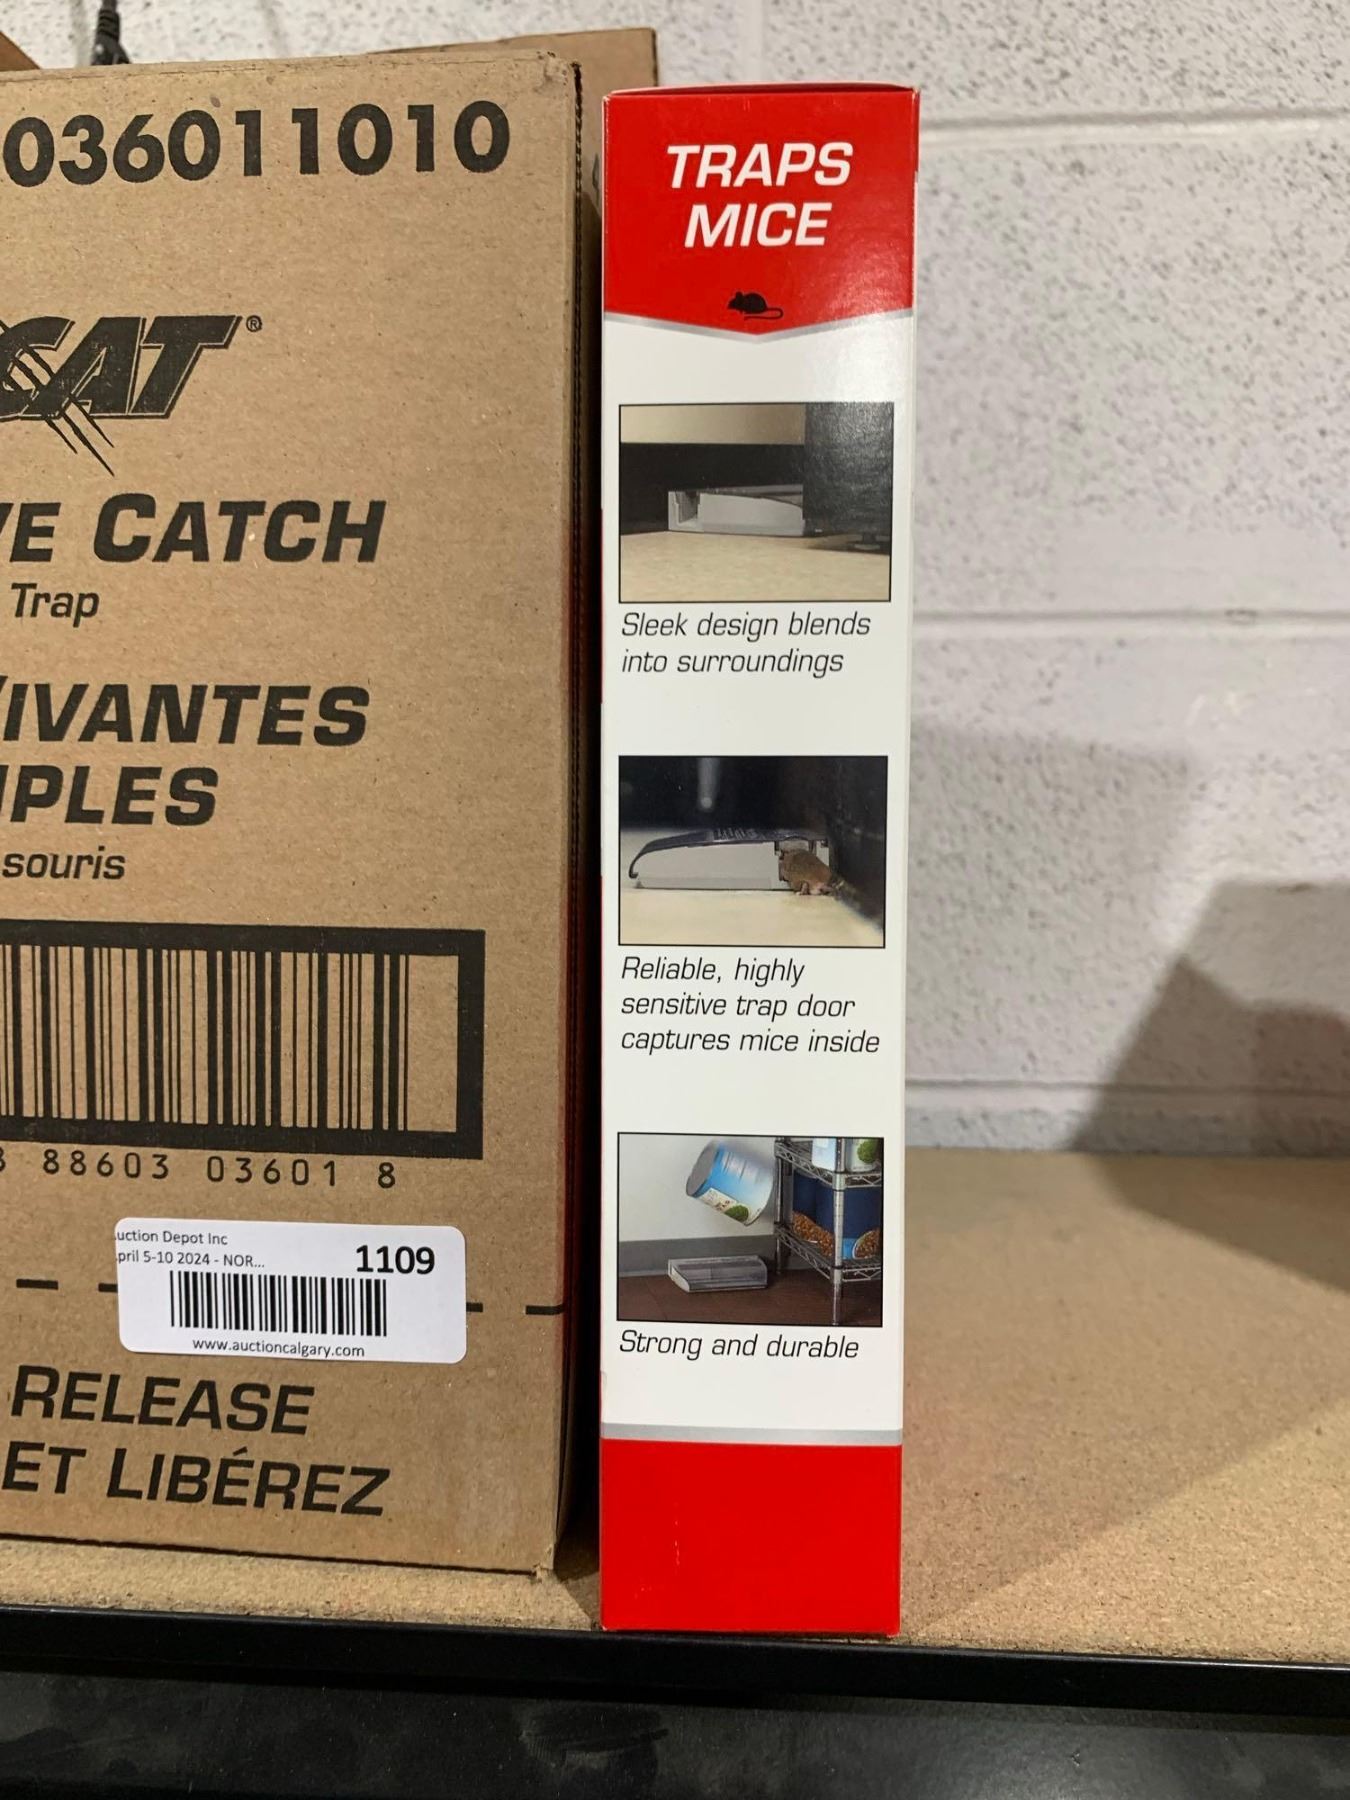 036011010
CAT®
CATCH
Trap
IVANTES
IPLES
souris
88603 03601 8
uction Depot Inc
pril 5-10 2024 - NOR...
1109
www.auctioncalgary.com
RELEASE
ET LIBÉREZ
TRAPS
MICE
Sleek design blends
into surroundings
Reliable, highly
sensitive trap door
captures mice inside
Strong and durable